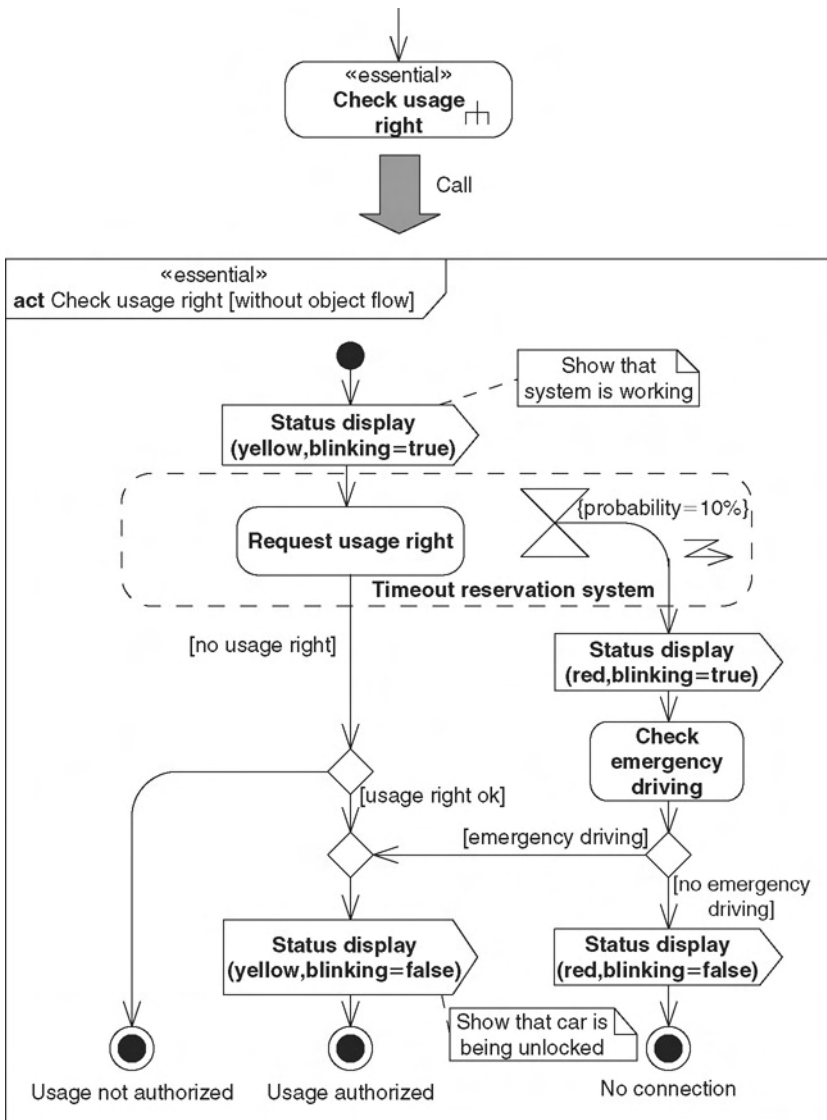 «essential»
Check usage
right
Call
«essential»
act Check usage right [without object flow]
Show that
system is working
Status display
(yellow,blinking=true)
{probability=10%}
Request usage right
Timeout reservation system
[no usage right]
Status display
(red,blinking=true)
Check
emergency
driving
[usage right ok]
[emergency driving]
[no emergency
driving]
Status display
(yellow,blinking=false)
Status display
(red,blinking=false)
Show that car is
being unlocked
Usage not authorized
Usage authorized
No connection